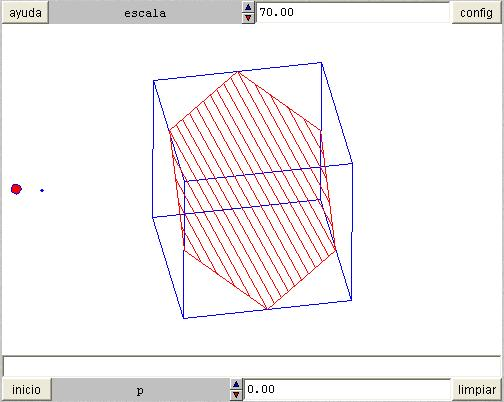 ayuda escala 70.00 config
inicio p 0.00 limpiar